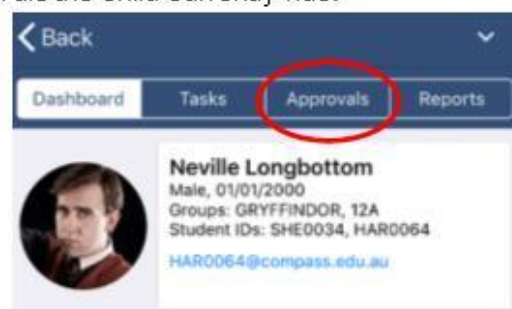 Back
Dashboard Tasks Approvals Reports
Neville Longbottom
Male, 01/01/2000
Groups: GRYFFINDOR, 12A
Student IDs: SHE0034, HAR0064
HAR0064@compass.edu.au